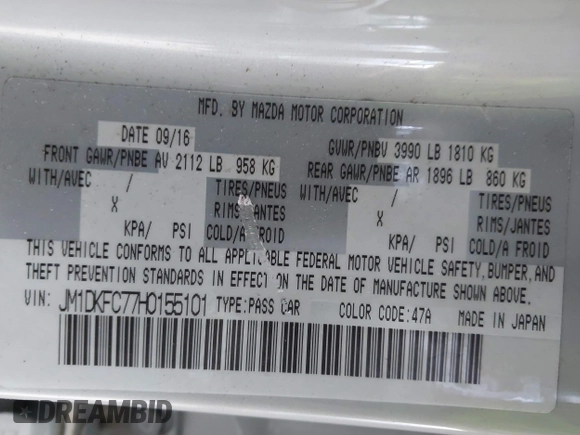 MFD. BY MAZDA MOTOR CORPORATION
DATE 09/16 GVWR/PNBV 3990 LB 1810 KG
FRONT GAWR/PNBE AV 2112 LB 958 KG REAR GAWR/PNBE AR 1896 LB 860 KG
WITH/AVEC / TIRES/PNEUS WITH/AVEC / TIRES/PNEUS
X RIMS/JANTES X RIMS/JANTES
KPA/ PSI COLD/A FROID KPA/ PSI COLD/A FROID
THIS VEHICLE CONFORMS TO ALL APPLICABLE FEDERAL MOTOR VEHICLE SAFETY,BUMPER,AND
THEFT PREVENTION STANDARDS IN EFFECT ON THE DATE OF MANUFACTURE SHOWN ABOVE.
VIN: JM1DKFC77H0155101 TYPE:PASS CAR COLOR CODE:47A MADE IN JAPAN
DREAMBID